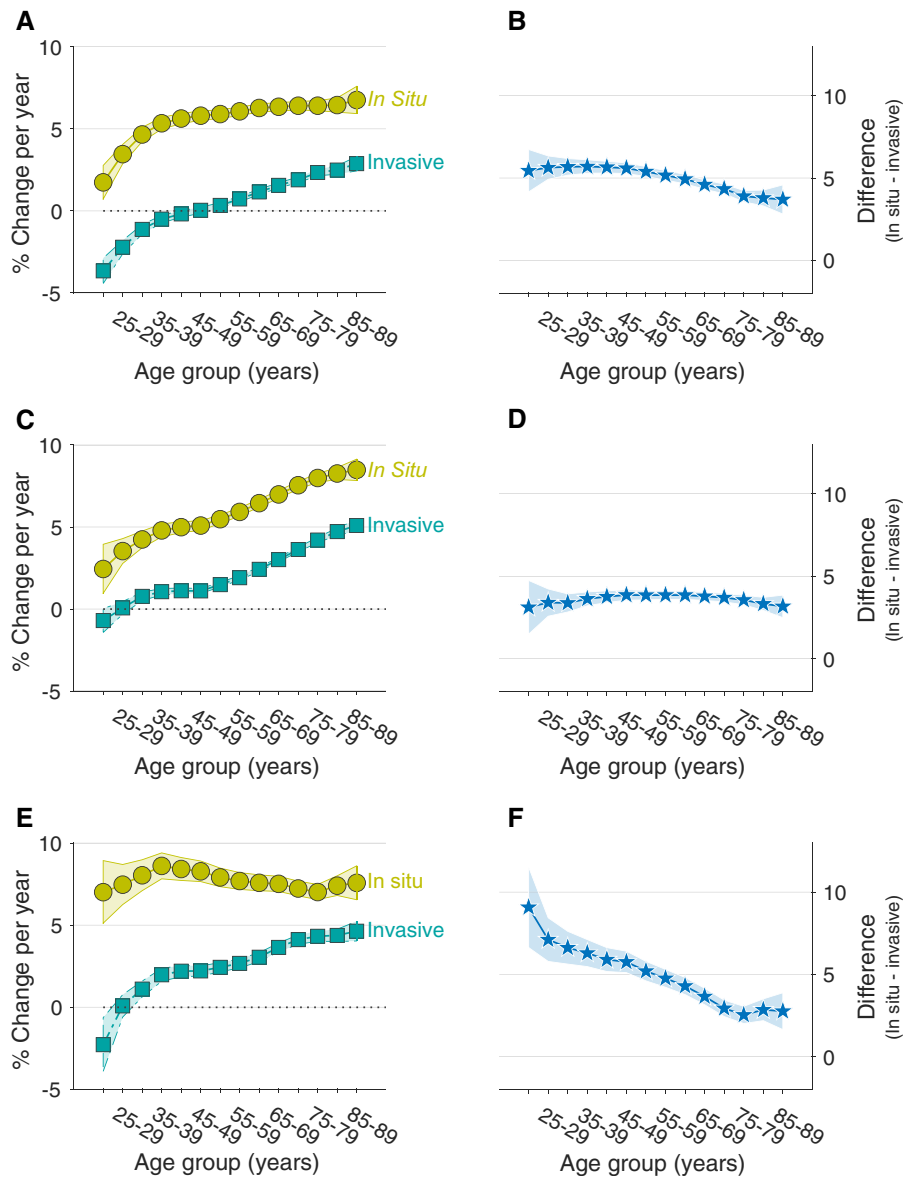 A
10
5
0
-5
% Change per year
In Situ
Invasive
25-29
35-39
45-49
55-59
65-69
75-79
85-89
Age group (years)
B
10
5
0
Difference
(In situ - invasive)
25-29
35-39
45-49
55-59
65-69
75-79
85-89
Age group (years)
C
10
5
0
-5
% Change per year
In Situ
Invasive
25-29
35-39
45-49
55-59
65-69
75-79
85-89
Age group (years)
D
10
5
0
Difference
(In situ - invasive)
25-29
35-39
45-49
55-59
65-69
75-79
85-89
Age group (years)
E
10
5
0
-5
% Change per year
In situ
Invasive
25-29
35-39
45-49
55-59
65-69
75-79
85-89
Age group (years)
F
10
5
0
Difference
(In situ - invasive)
25-29
35-39
45-49
55-59
65-69
75-79
85-89
Age group (years)